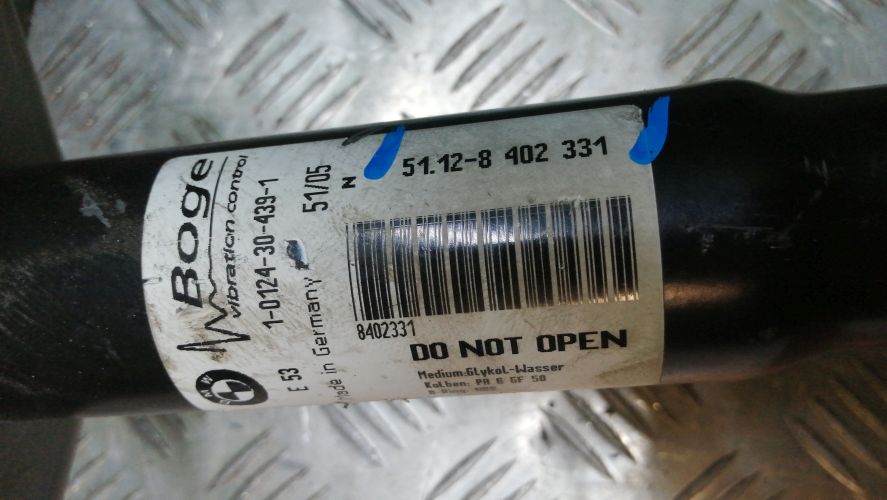 Boge
vibration control
1-0124-30-439-1
51/05
E 53
Made in Germany
N
51.12-8 402 331
8402331
DO NOT OPEN
Medium:Glykol-Wasser
Kolben: PA 6 GF 50
BMW